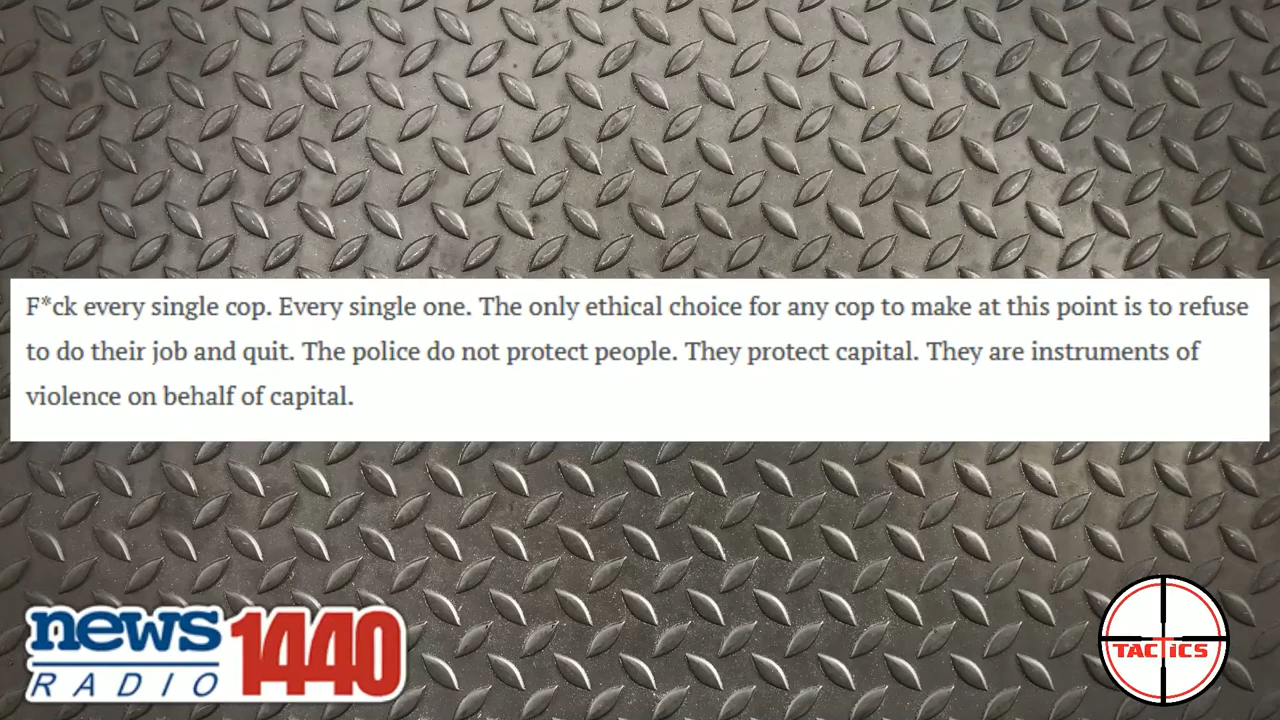 F*ck every single cop. Every single one. The only ethical choice for any cop to make at this point is to refuse
to do their job and quit. The police do not protect people. They protect capital. They are instruments of
violence on behalf of capital.
news 1440
RADIO
TACTICS